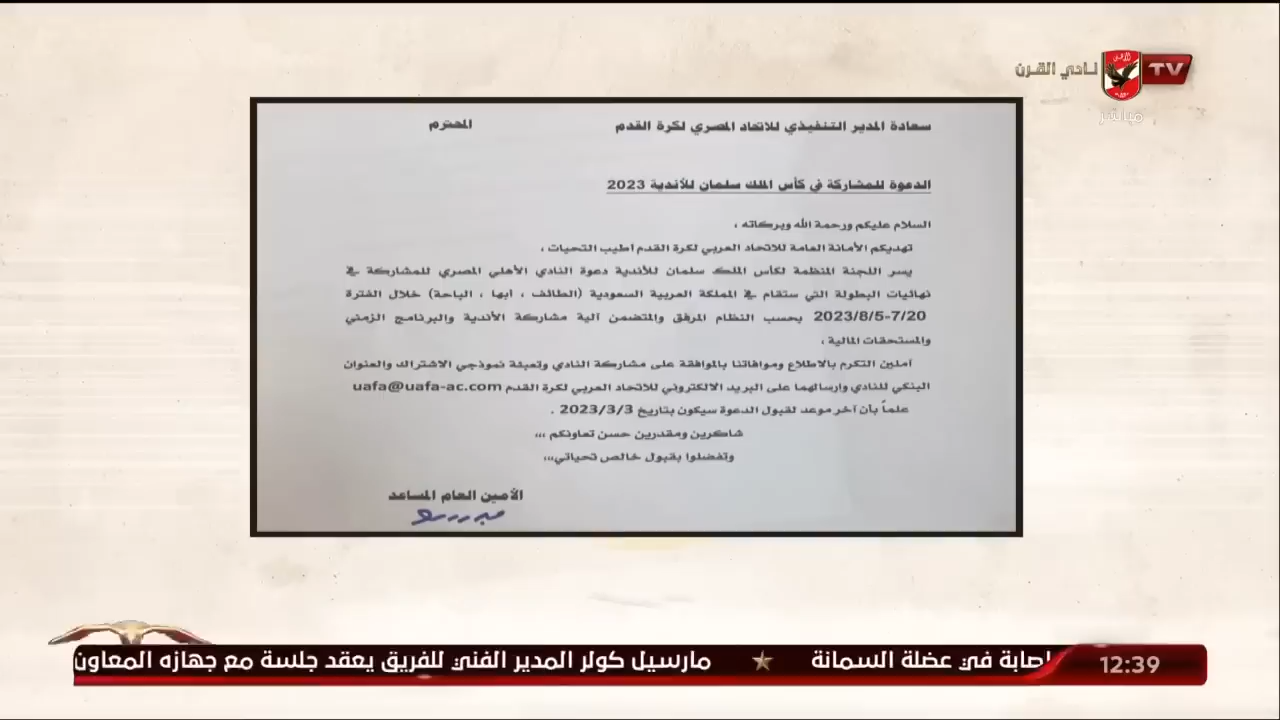 نادي القرن TV
مباشر
سعادة المدير التنفيذي للاتحاد المصري لكرة القدم المحترم
الدعوة للمشاركة في كأس الملك سلمان للأندية 2023
السلام عليكم ورحمة الله وبركاته ،
تهديكم الأمانة العامة للاتحاد العربي لكرة القدم أطيب التحيات ،
يسر اللجنة المنظمة لكأس الملك سلمان للأندية دعوة النادي الأهلي المصري للمشاركة في
نهائيات البطولة التي ستقام في المملكة العربية السعودية (الطائف ، أبها ، الباحة) خلال الفترة
7/20-2023/8/5 بحسب النظام المرفق والمتضمن آلية مشاركة الأندية والبرنامج الزمني
والمستحقات المالية ،
آملين التكرم بالاطلاع وموافاتنا بالموافقة على مشاركة النادي وتعبئة نموذجي الاشتراك والعنوان
البنكي للنادي وارسالهما على البريد الالكتروني للاتحاد العربي لكرة القدم uafa@uafa-ac.com
علماً بأن آخر موعد لقبول الدعوة سيكون بتاريخ 2023/3/3 .
شاكرين ومقدرين حسن تعاونكم ،،،
وتفضلوا بقبول خالص تحياتي،،،
الأمين العام المساعد
12:39 إصابة في عضلة السمانة مارسيل كولر المدير الفني للفريق يعقد جلسة مع جهازه المعاون